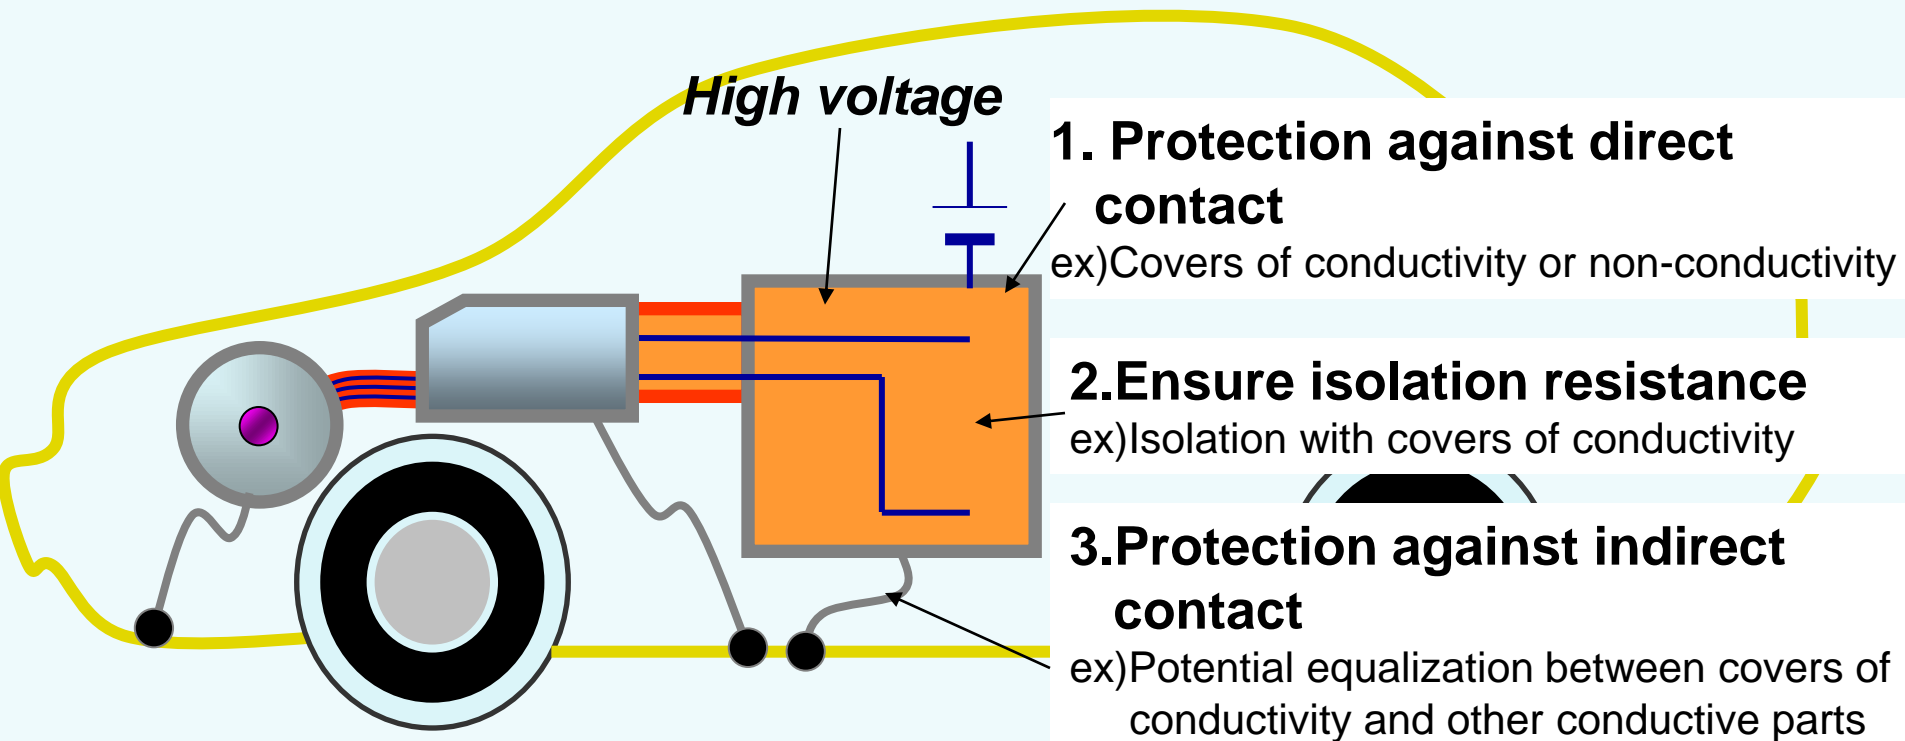 High voltage
1. Protection against direct
contact
ex)Covers of conductivity or non-conductivity
2.Ensure isolation resistance
ex)Isolation with covers of conductivity
3.Protection against indirect
contact
ex)Potential equalization between covers of
conductivity and other conductive parts